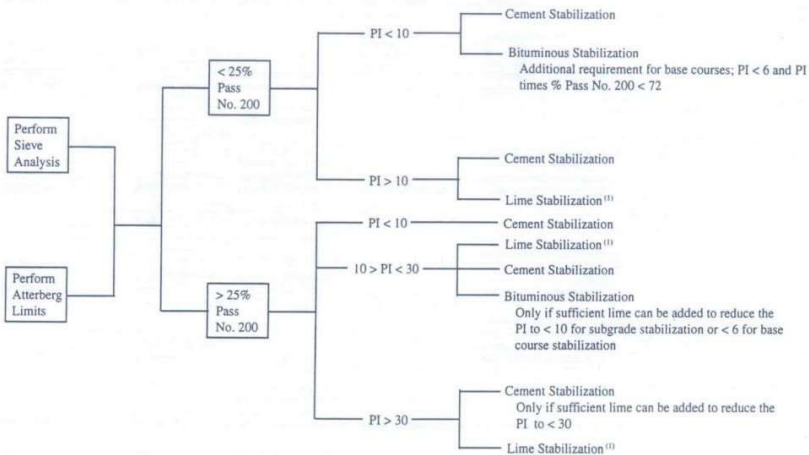 Perform
Sieve
Analysis
Perform
Atterberg
Limits
< 25%
Pass
No. 200
> 25%
Pass
No. 200
PI < 10
Cement Stabilization
Bituminous Stabilization
Additional requirement for base courses; PI < 6 and PI
times % Pass No. 200 < 72
PI > 10
Cement Stabilization
Lime Stabilization (1)
PI < 10
Cement Stabilization
10 > PI < 30
Lime Stabilization (1)
Cement Stabilization
Bituminous Stabilization
Only if sufficient lime can be added to reduce the
PI to < 10 for subgrade stabilization or < 6 for base
course stabilization
PI > 30
Cement Stabilization
Only if sufficient lime can be added to reduce the
PI to < 30
Lime Stabilization (1)